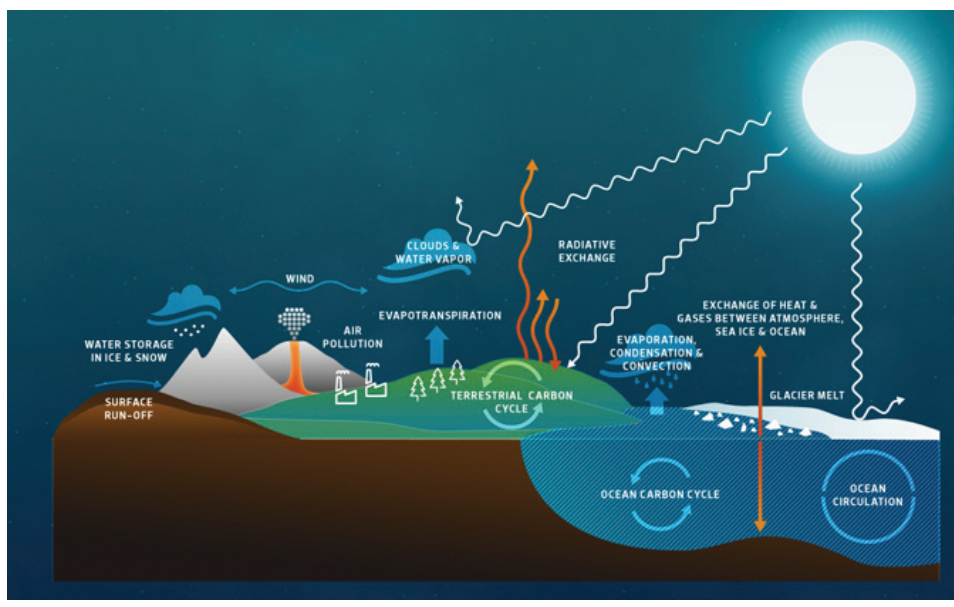 CLOUDS &
WATER VAPOR
RADIATIVE
EXCHANGE
WIND
EVAPOTRANSPIRATION
EXCHANGE OF HEAT &
GASES BETWEEN ATMOSPHERE,
SEA ICE & OCEAN
AIR
POLLUTION
WATER STORAGE
IN ICE & SNOW
EVAPORATION,
CONDENSATION &
CONVECTION
SURFACE
RUN-OFF
TERRESTRIAL CARBON
CYCLE
GLACIER MELT
OCEAN CARBON CYCLE
OCEAN
CIRCULATION